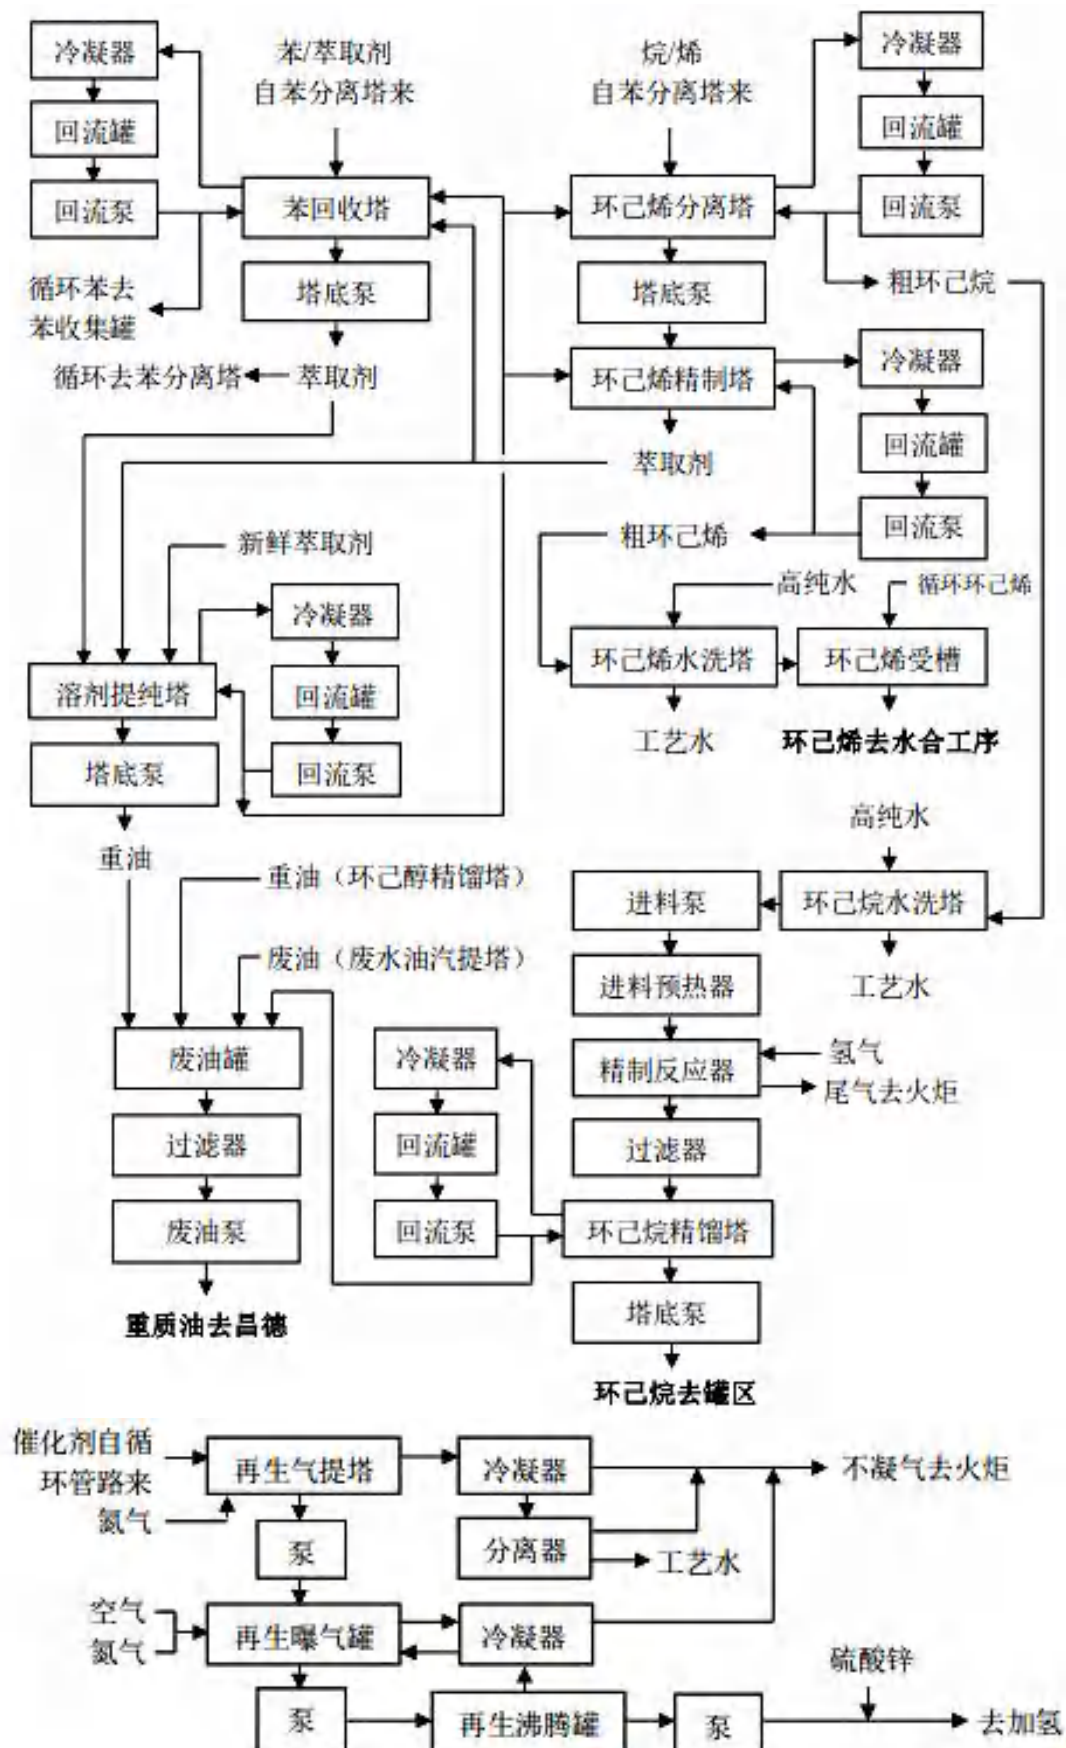 冷凝器
苯/萃取剂
自苯分离塔来
烷/烯
自苯分离塔来
冷凝器
回流罐
回流罐
回流泵
苯回收塔
环己烯分离塔
回流泵
循环苯去
苯收集罐
塔底泵
塔底泵
粗环己烷
循环去苯分离塔
萃取剂
环己烯精制塔
冷凝器
萃取剂
回流罐
新鲜萃取剂
粗环己烯
回流泵
冷凝器
高纯水
循环环己烯
溶剂提纯塔
回流罐
环己烯水洗塔
环己烯受槽
塔底泵
回流泵
工艺水
环己烯去水合工序
重油
高纯水
重油（环己醇精馏塔）
进料泵
环己烷水洗塔
废油（废水油汽提塔）
进料预热器
工艺水
废油罐
冷凝器
精制反应器
氢气
尾气去火炬
过滤器
回流罐
过滤器
废油泵
回流泵
环己烷精馏塔
重质油去昌德
塔底泵
环己烷去罐区
催化剂自循
环管路来
再生气提塔
冷凝器
不凝气去火炬
氮气
泵
分离器
工艺水
空气
氮气
再生曝气罐
冷凝器
硫酸锌
泵
再生沸腾罐
泵
去加氢